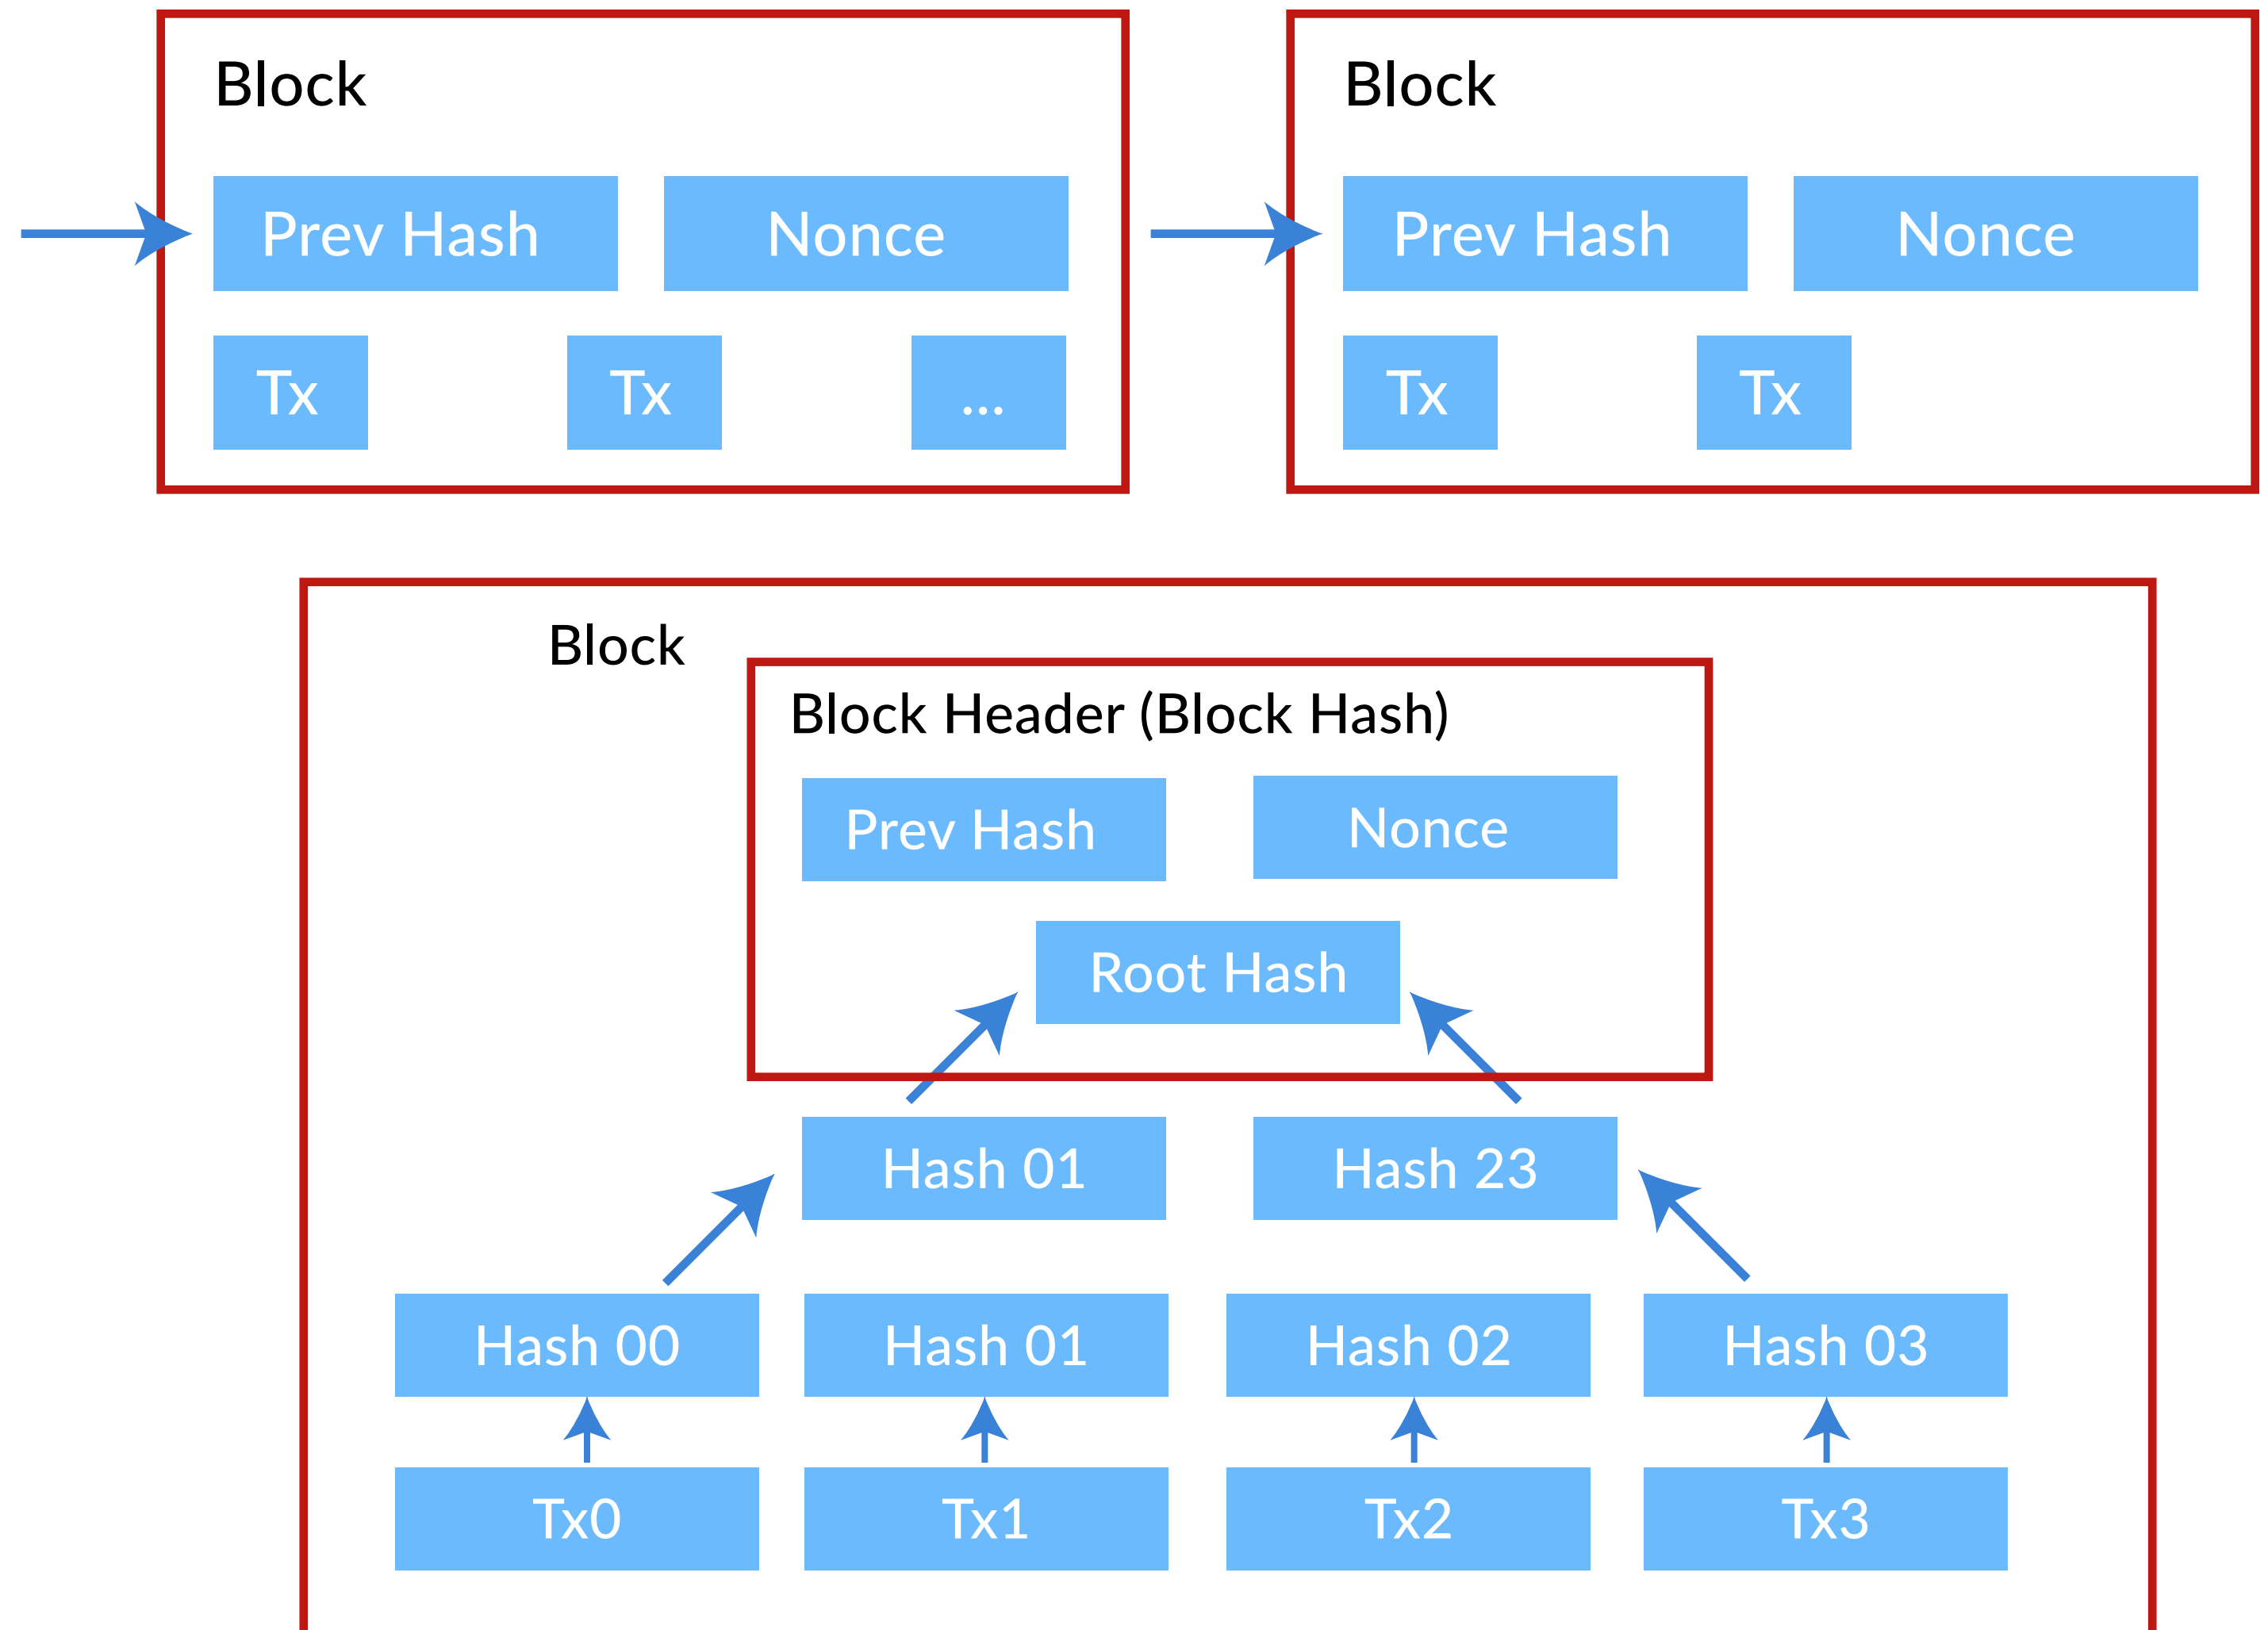 Block
Block
Prev Hash
Nonce
Prev Hash
Nonce
Tx
Tx
...
Tx
Tx
Block
Block Header (Block Hash)
Prev Hash
Nonce
Root Hash
Hash 01
Hash 23
Hash 00
Hash 01
Hash 02
Hash 03
Tx0
Tx1
Tx2
Tx3